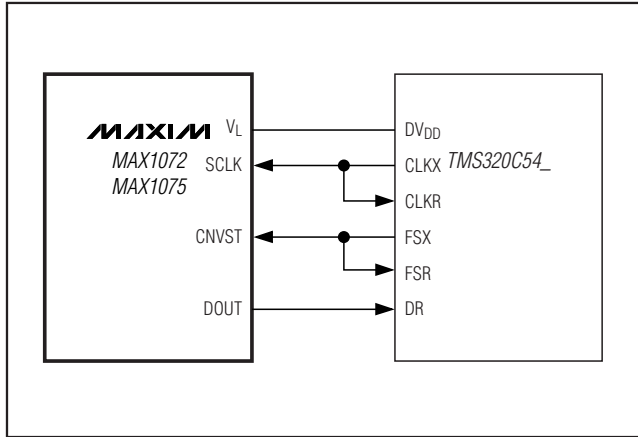 MAXIM
MAX1072
MAX1075
VL
SCLK
CNVST
DOUT
DVDD
CLKX
TMS320C54_
CLKR
FSX
FSR
DR